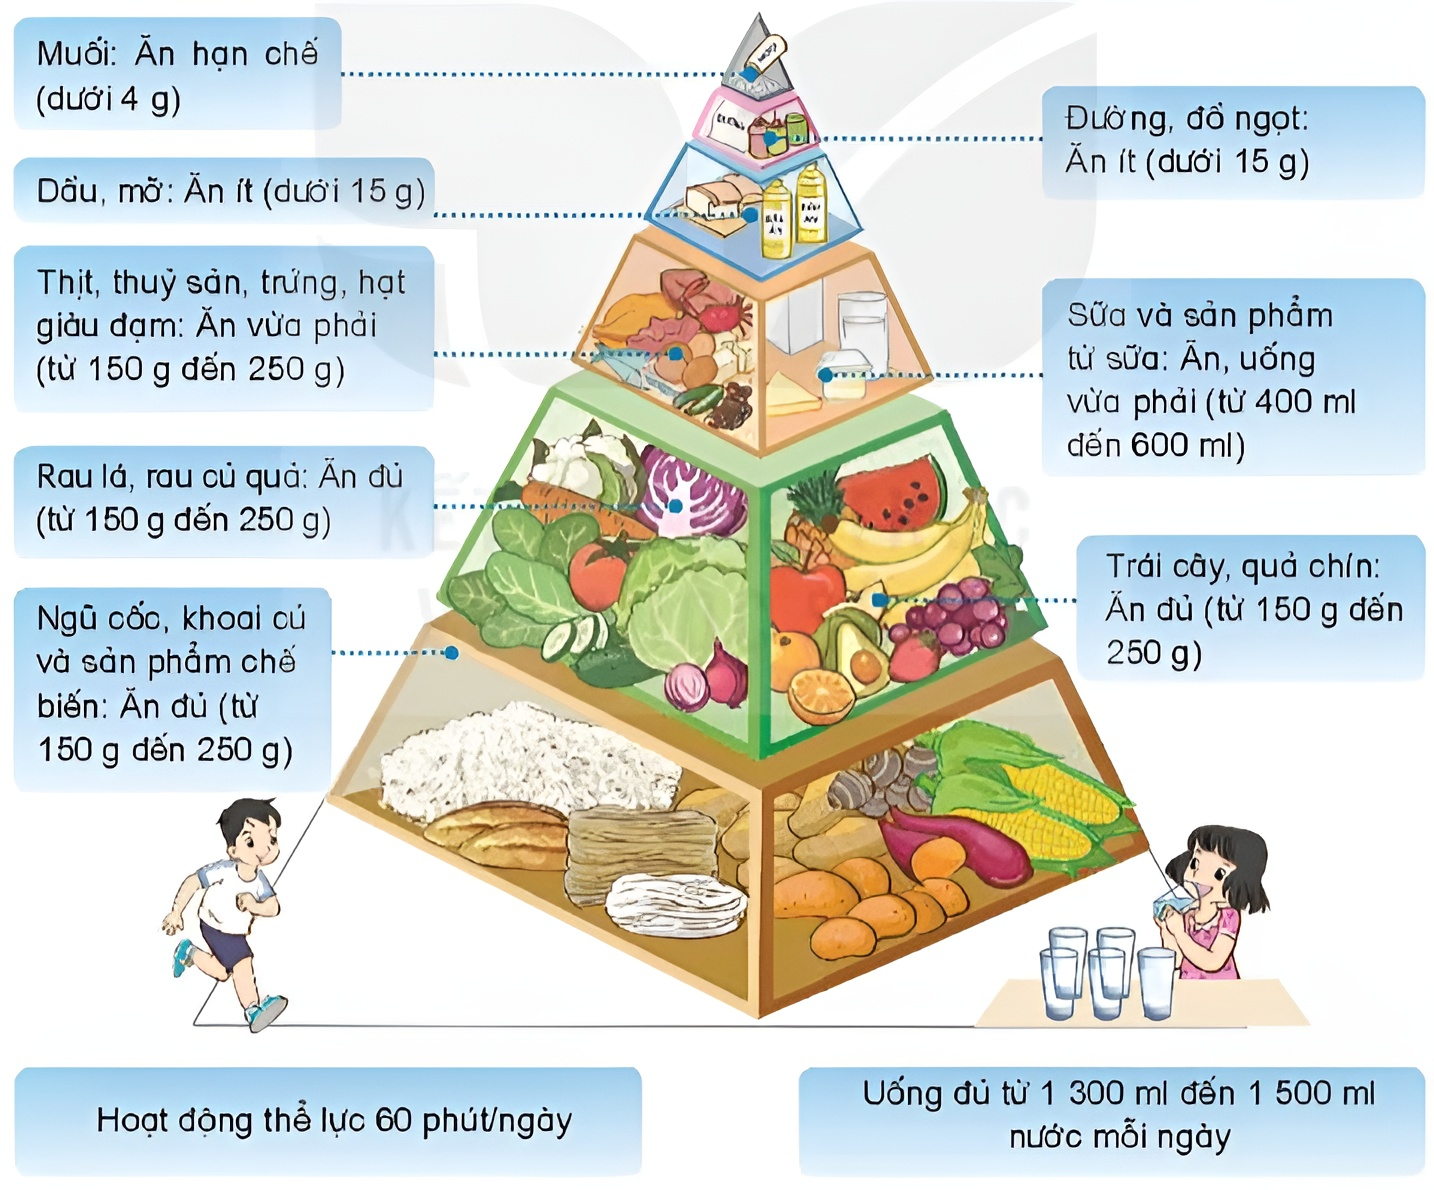 Muối: Ăn hạn chế
(dưới 4 g)
Đường, đồ ngọt:
Ăn ít (dưới 15 g)
Dầu, mỡ: Ăn ít (dưới 15 g)
Thịt, thuỷ sản, trứng, hạt
giàu đạm: Ăn vừa phải
(từ 150 g đến 250 g)
Sữa và sản phẩm
từ sữa: Ăn, uống
vừa phải (từ 400 ml
đến 600 ml)
Rau lá, rau củ quả: Ăn đủ
(từ 150 g đến 250 g)
Trái cây, quả chín:
Ăn đủ (từ 150 g đến
250 g)
Ngũ cốc, khoai củ
và sản phẩm chế
biến: Ăn đủ (từ
150 g đến 250 g)
Hoạt động thể lực 60 phút/ngày
Uống đủ từ 1 300 ml đến 1 500 ml
nước mỗi ngày